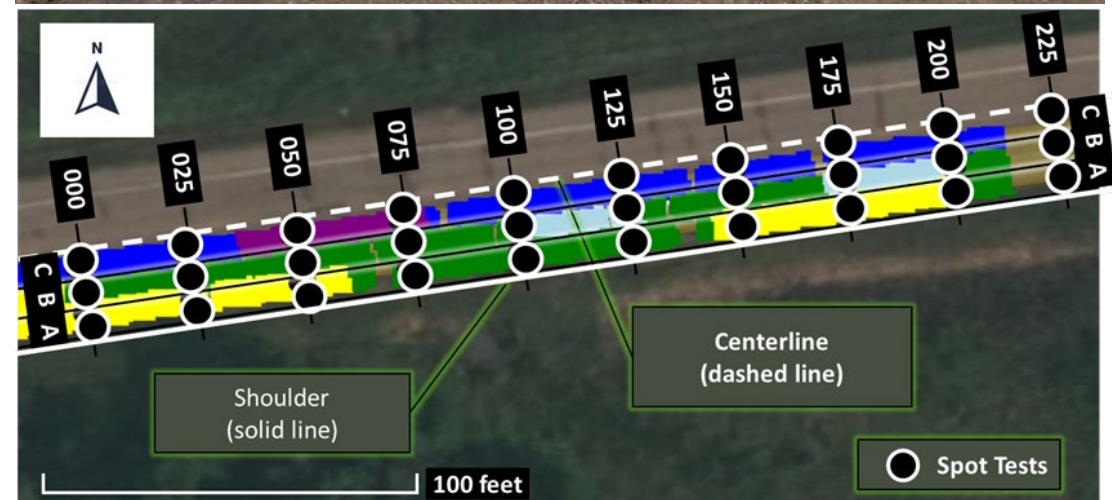 N
000
025
050
075
100
125
150
175
200
225
C
B
A
C
B
A
Shoulder
(solid line)
Centerline
(dashed line)
100 feet
Spot Tests